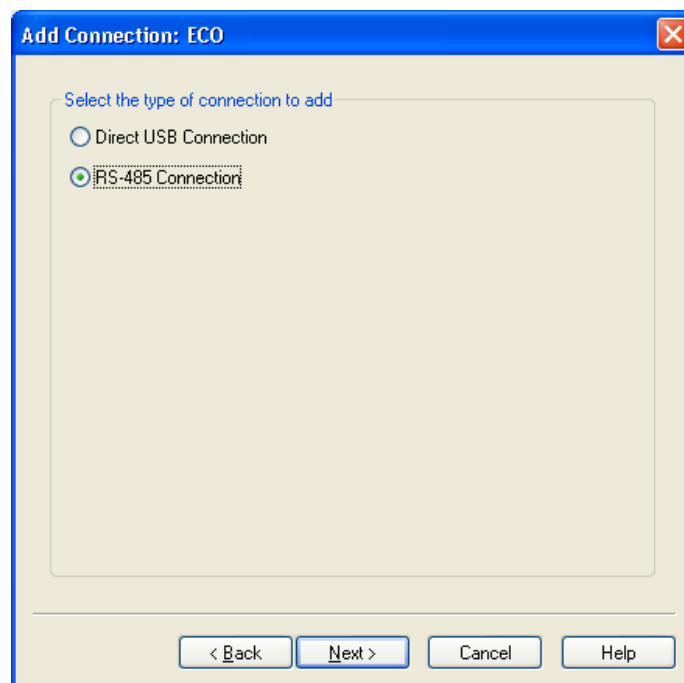 Add Connection: ECO
Select the type of connection to add
Direct USB Connection
RS-485 Connection
< Back Next > Cancel Help